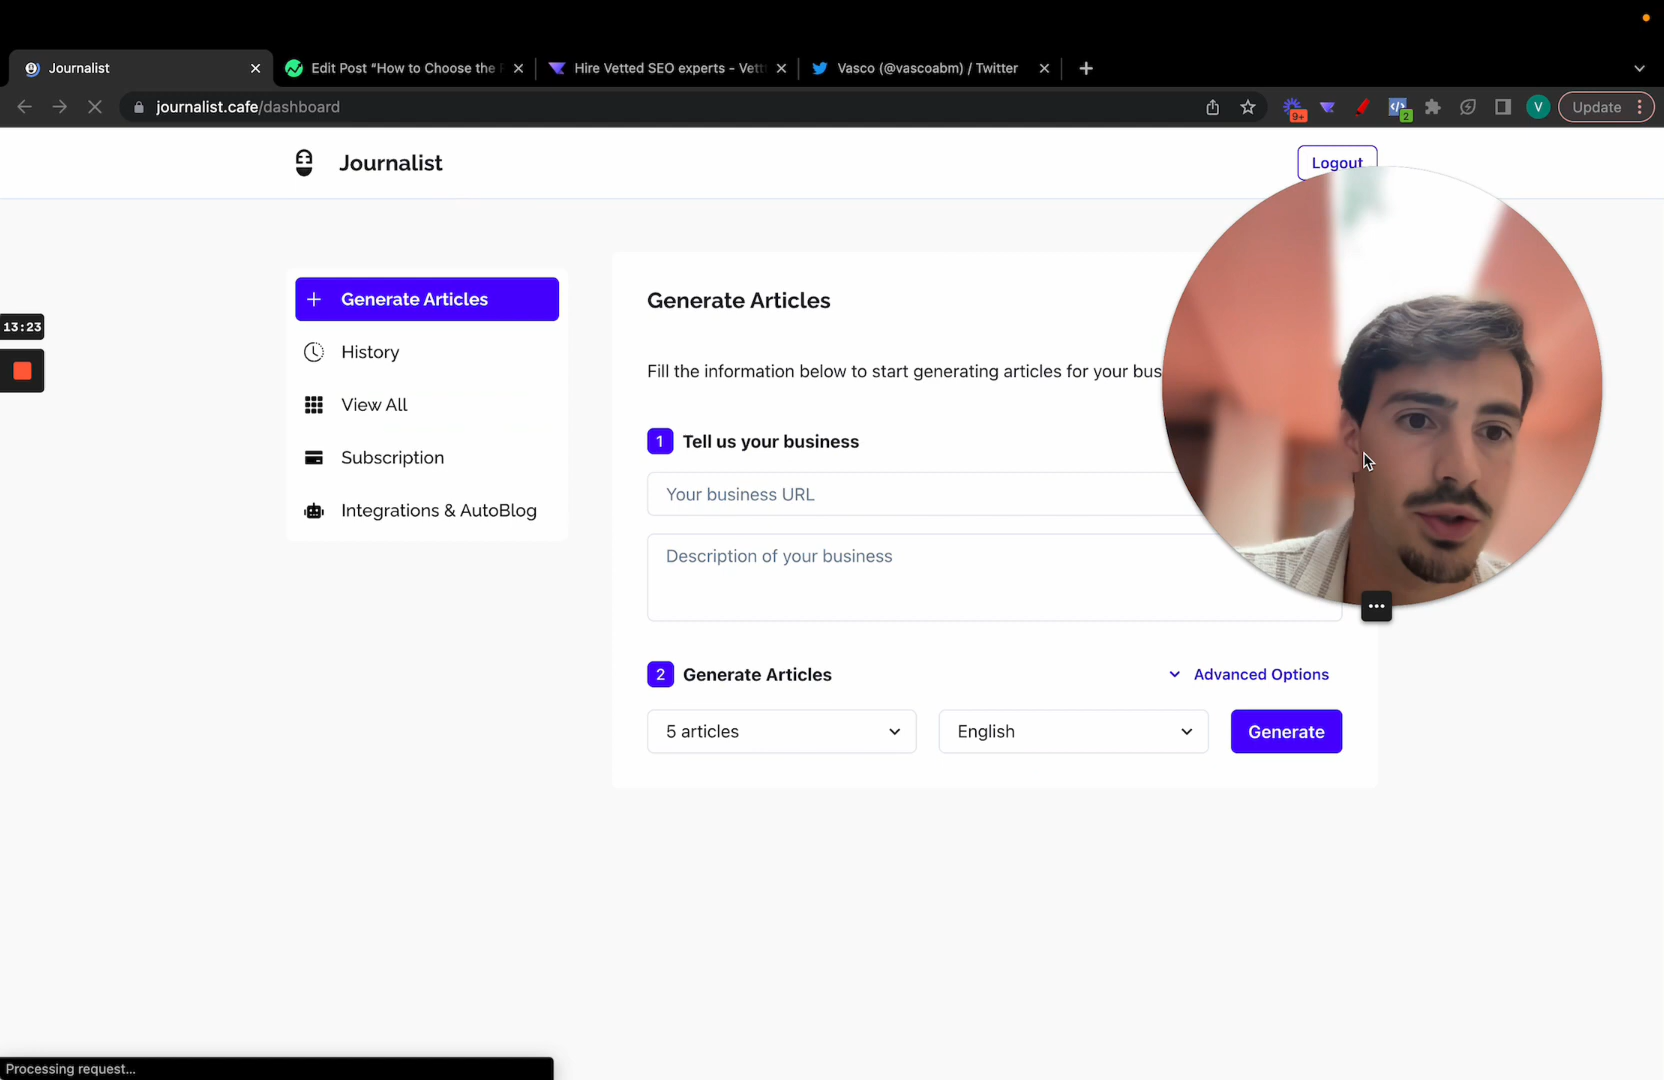 Journalist
Edit Post “How to Choose the
Hire Vetted SEO experts - Vett
Vasco (@vascoabm) / Twitter
journalist.cafe/dashboard
9+
2
V
Update
Journalist
Logout
13:23
Generate Articles
History
View All
Subscription
Integrations & AutoBlog
Generate Articles
Fill the information below to start generating articles for your bus
1 Tell us your business
Your business URL
Description of your business
2 Generate Articles
Advanced Options
5 articles
English
Generate
Processing request...